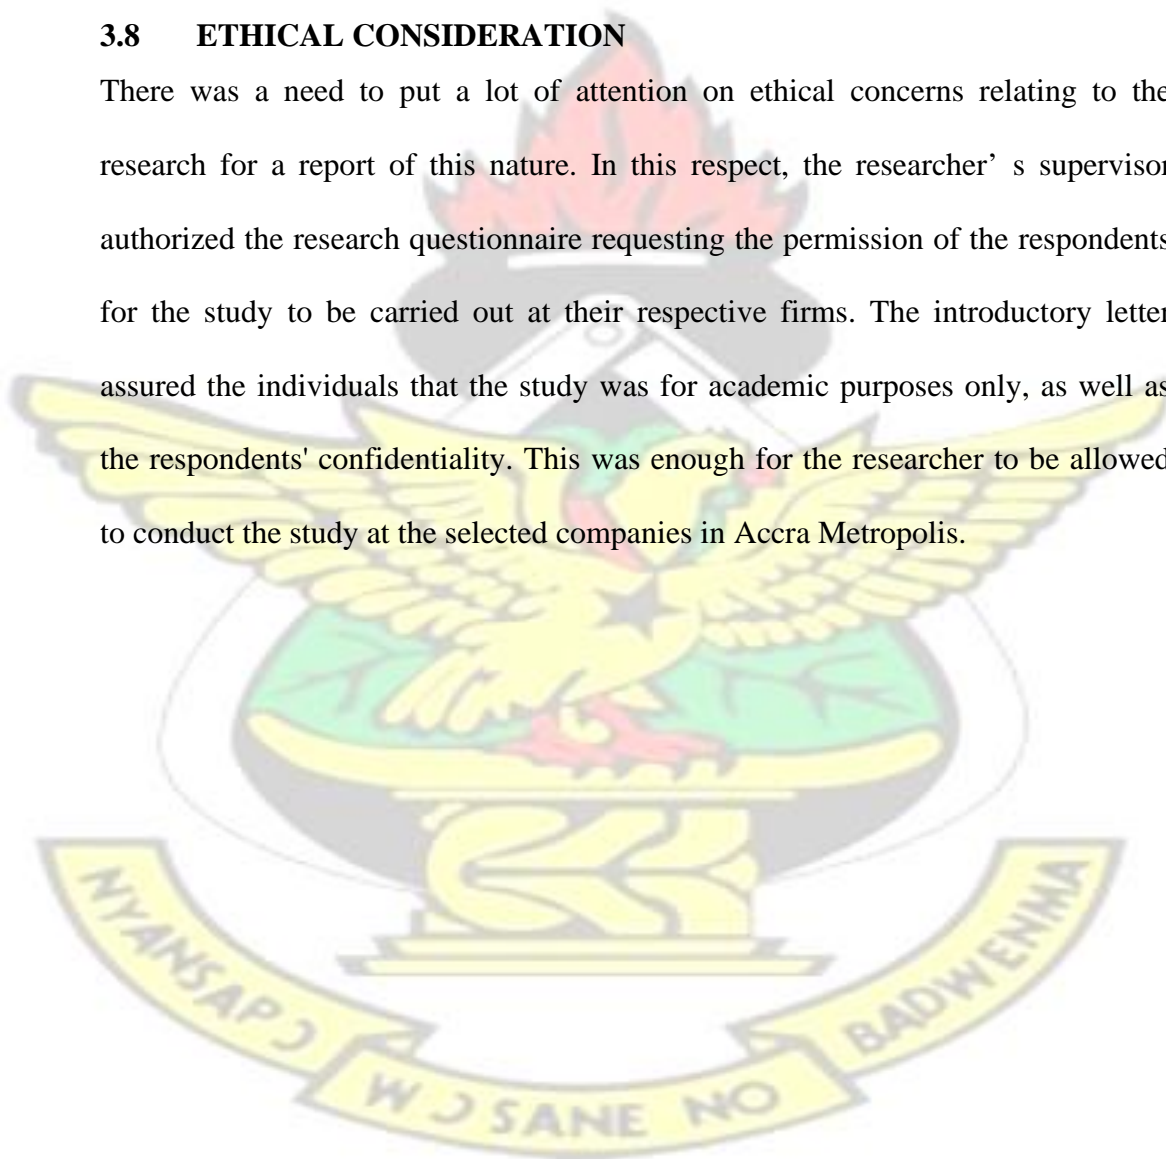 3.8 ETHICAL CONSIDERATION
There was a need to put a lot of attention on ethical concerns relating to the
research for a report of this nature. In this respect, the researcher’ s supervisor
authorized the research questionnaire requesting the permission of the respondents
for the study to be carried out at their respective firms. The introductory letter
assured the individuals that the study was for academic purposes only, as well as
the respondents' confidentiality. This was enough for the researcher to be allowed
to conduct the study at the selected companies in Accra Metropolis.
NYANSAPƆ
WƆSANE NO
BADWENMA